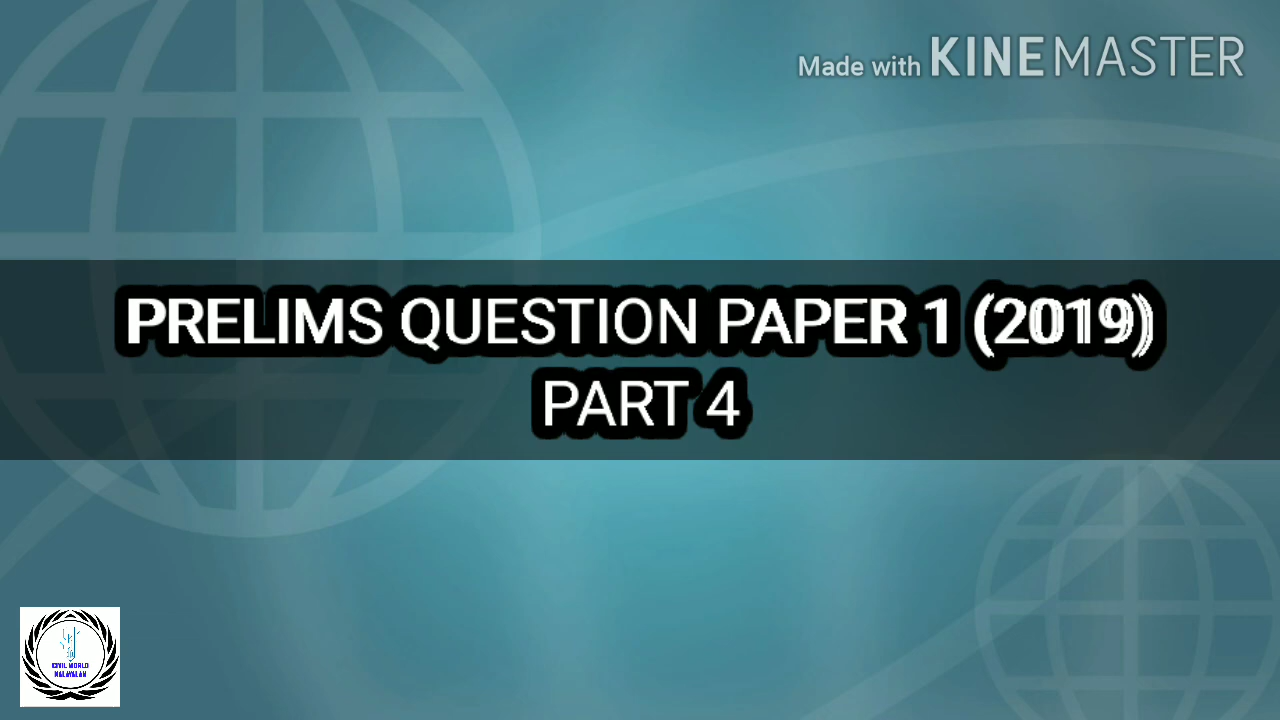 Made with KINEMASTER
PRELIMS QUESTION PAPER 1 (2019)
PART 4
CIVIL WORLD
MALAYALAM